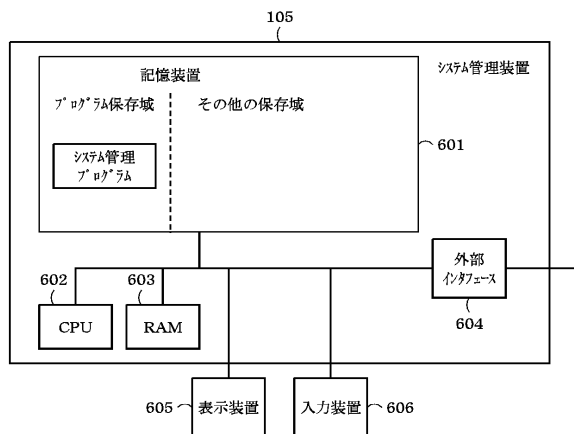 105
記憶装置
システム管理装置
プログラム保存域
その他の保存域
601
システム管理
プログラム
602
603
外部
インタフェース
CPU
RAM
604
605
表示装置
入力装置
606